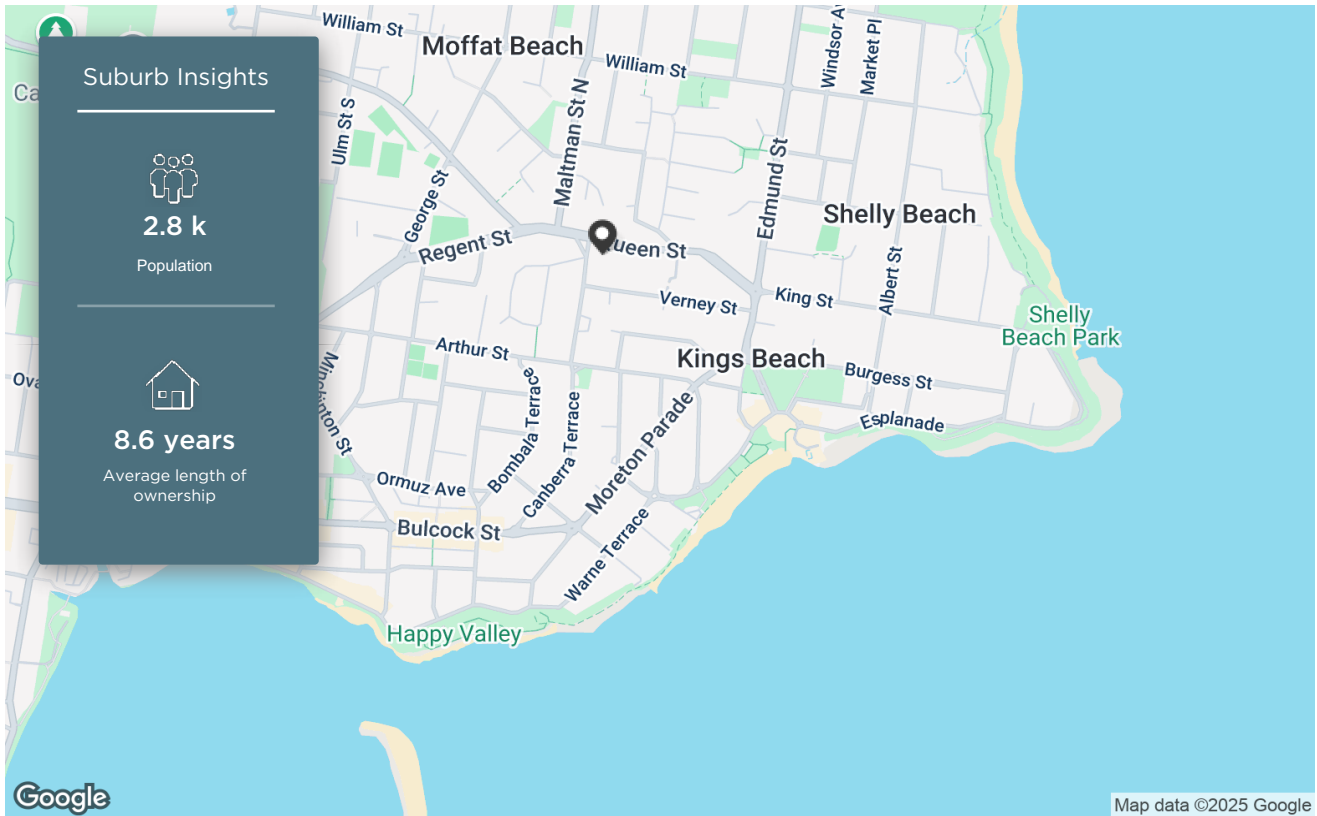 Suburb Insights
2.8 k
Population
8.6 years
Average length of
ownership
William St
Moffat Beach
William St
Windsor
Market Pl
Ulm St S
Maltman St N
Edmund St
George St
Shelly Beach
Regent St
ueen St
Albert St
Verney St
King St
Shelly
Beach Park
Arthur St
Kings Beach
Burgess St
Esplanade
Bombala Terrace
Canberra Terrace
Moreton Parade
Ormuz Ave
Bulcock St
Warne Terrace
Happy Valley
Google
Map data ©2025 Google